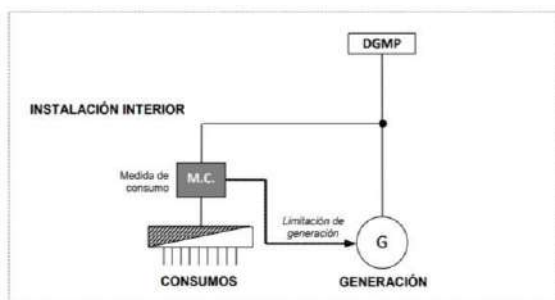 DGMP
INSTALACIÓN INTERIOR
Medida de
consumo
M.C.
Limitación de
generación
G
CONSUMOS
GENERACIÓN